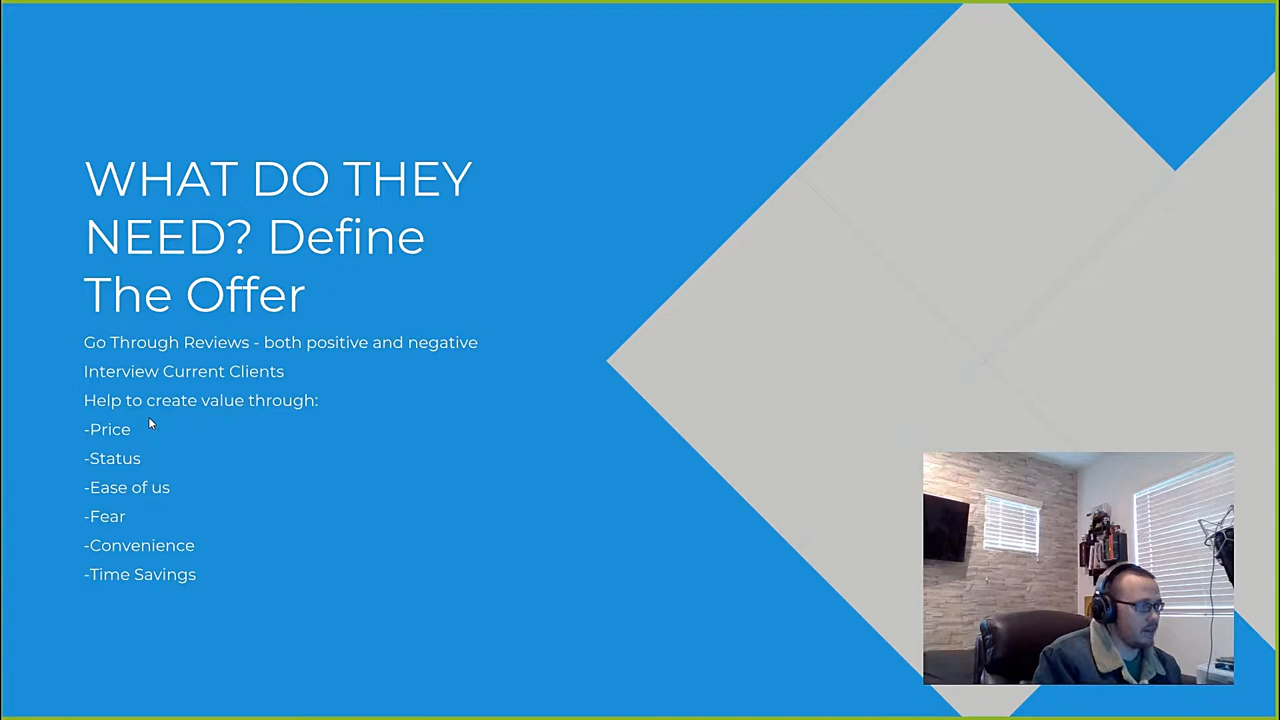 WHAT DO THEY
NEED? Define
The Offer
Go Through Reviews - both positive and negative
Interview Current Clients
Help to create value through:
-Price
-Status
-Ease of us
-Fear
-Convenience
-Time Savings